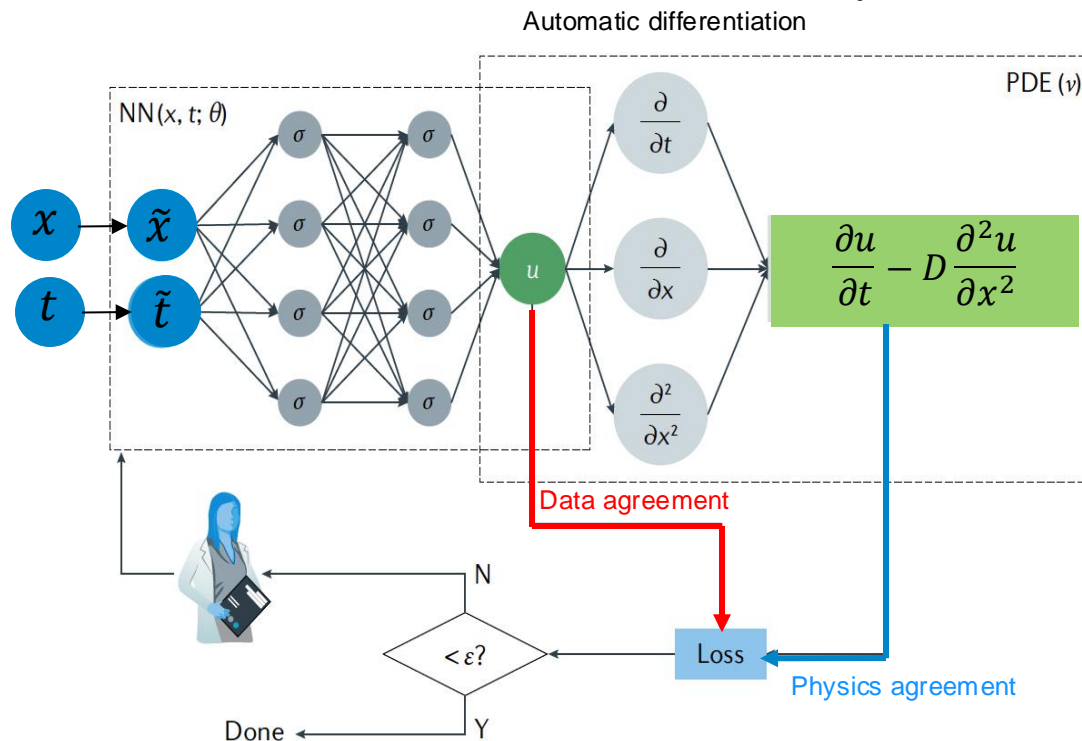 Automatic differentiation
PDE (ν)
NN(x, t; θ)
σ σ
∂/∂t
x x̃
σ σ
u
∂/∂x
∂u/∂t − D ∂²u/∂x²
t t̃
σ σ
σ σ
∂²/∂x²
Data agreement
N
< ε?
Loss
Physics agreement
Y
Done